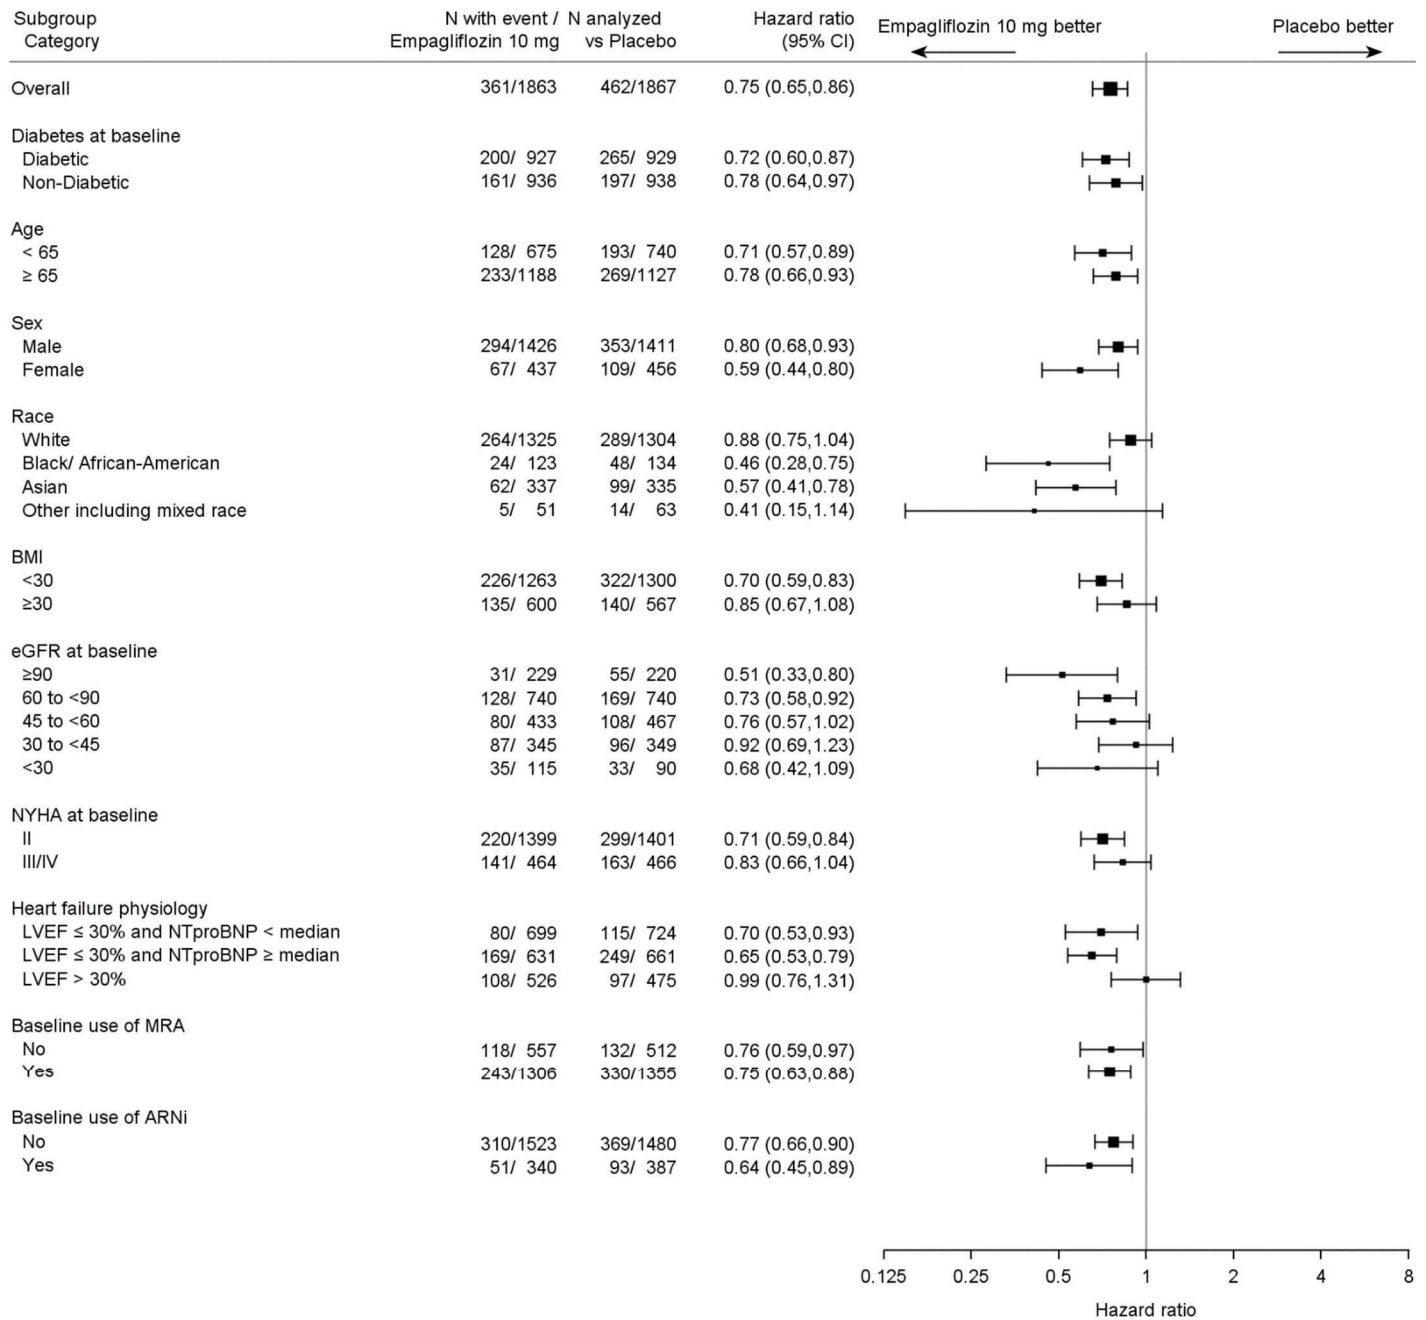 Subgroup N with event / N analyzed Hazard ratio Empagliflozin 10 mg better Placebo better
Category Empagliflozin 10 mg vs Placebo (95% CI)
Overall 361/1863 462/1867 0.75 (0.65,0.86)
Diabetes at baseline
Diabetic 200/ 927 265/ 929 0.72 (0.60,0.87)
Non-Diabetic 161/ 936 197/ 938 0.78 (0.64,0.97)
Age
< 65 128/ 675 193/ 740 0.71 (0.57,0.89)
≥ 65 233/1188 269/1127 0.78 (0.66,0.93)
Sex
Male 294/1426 353/1411 0.80 (0.68,0.93)
Female 67/ 437 109/ 456 0.59 (0.44,0.80)
Race
White 264/1325 289/1304 0.88 (0.75,1.04)
Black/ African-American 24/ 123 48/ 134 0.46 (0.28,0.75)
Asian 62/ 337 99/ 335 0.57 (0.41,0.78)
Other including mixed race 5/ 51 14/ 63 0.41 (0.15,1.14)
BMI
<30 226/1263 322/1300 0.70 (0.59,0.83)
≥30 135/ 600 140/ 567 0.85 (0.67,1.08)
eGFR at baseline
≥90 31/ 229 55/ 220 0.51 (0.33,0.80)
60 to <90 128/ 740 169/ 740 0.73 (0.58,0.92)
45 to <60 80/ 433 108/ 467 0.76 (0.57,1.02)
30 to <45 87/ 345 96/ 349 0.92 (0.69,1.23)
<30 35/ 115 33/ 90 0.68 (0.42,1.09)
NYHA at baseline
II 220/1399 299/1401 0.71 (0.59,0.84)
III/IV 141/ 464 163/ 466 0.83 (0.66,1.04)
Heart failure physiology
LVEF ≤ 30% and NTproBNP < median 80/ 699 115/ 724 0.70 (0.53,0.93)
LVEF ≤ 30% and NTproBNP ≥ median 169/ 631 249/ 661 0.65 (0.53,0.79)
LVEF > 30% 108/ 526 97/ 475 0.99 (0.76,1.31)
Baseline use of MRA
No 118/ 557 132/ 512 0.76 (0.59,0.97)
Yes 243/1306 330/1355 0.75 (0.63,0.88)
Baseline use of ARNi
No 310/1523 369/1480 0.77 (0.66,0.90)
Yes 51/ 340 93/ 387 0.64 (0.45,0.89)
0.125 0.25 0.5 1 2 4 8
Hazard ratio